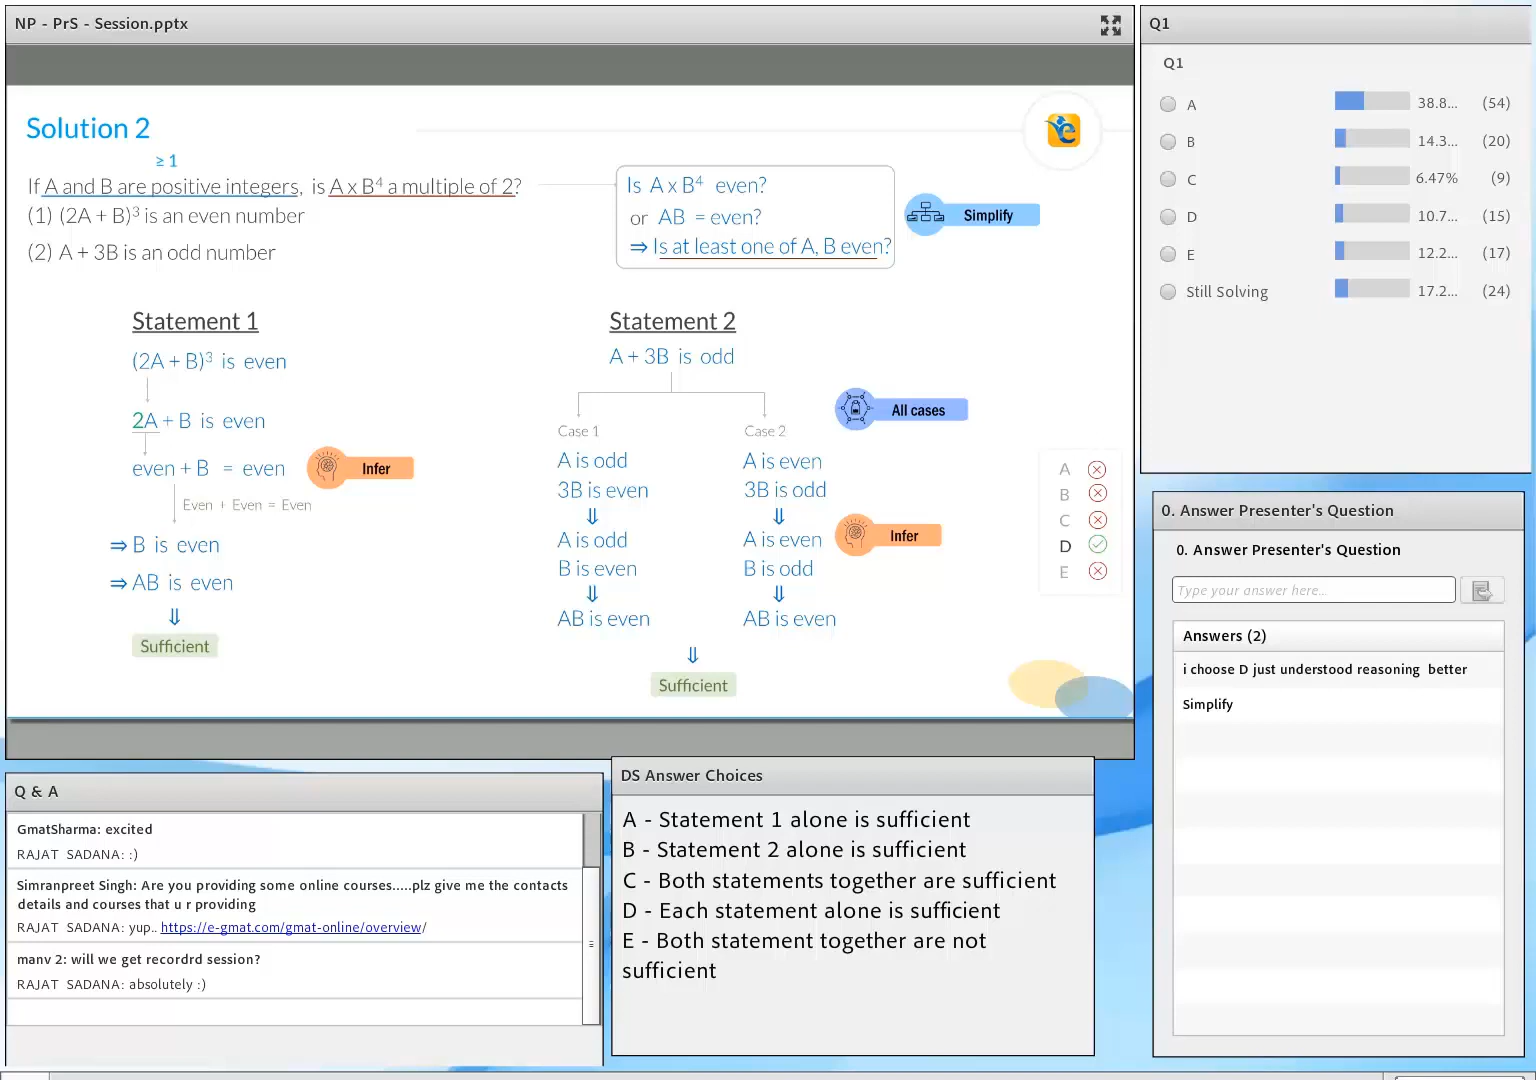 NP - PrS - Session.pptx
Solution 2
≥ 1
If A and B are positive integers, is A x B⁴ a multiple of 2?
(1) (2A + B)³ is an even number
(2) A + 3B is an odd number
Is A x B⁴ even?
or AB = even?
⇒ Is at least one of A, B even?
Simplify
Statement 1
(2A + B)³ is even
2A + B is even
even + B = even
Infer
Even + Even = Even
⇒ B is even
⇒ AB is even
⇓
Sufficient
Statement 2
A + 3B is odd
All cases
Case 1
A is odd
3B is even
⇓
A is odd
B is even
⇓
AB is even
Case 2
A is even
3B is odd
⇓
A is even
B is odd
⇓
AB is even
Infer
⇓
Sufficient
A
B
C
D
E
Q1
Q1
A 38.8... (54)
B 14.3... (20)
C 6.47% (9)
D 10.7... (15)
E 12.2... (17)
Still Solving 17.2... (24)
0. Answer Presenter's Question
0. Answer Presenter's Question
Type your answer here...
Answers (2)
i choose D just understood reasoning better
Simplify
Q & A
GmatSharma: excited
RAJAT SADANA: :)
Simranpreet Singh: Are you providing some online courses.....plz give me the contacts
details and courses that u r providing
RAJAT SADANA: yup.. https://e-gmat.com/gmat-online/overview/
manv 2: will we get recordrd session?
RAJAT SADANA: absolutely :)
DS Answer Choices
A - Statement 1 alone is sufficient
B - Statement 2 alone is sufficient
C - Both statements together are sufficient
D - Each statement alone is sufficient
E - Both statement together are not
sufficient